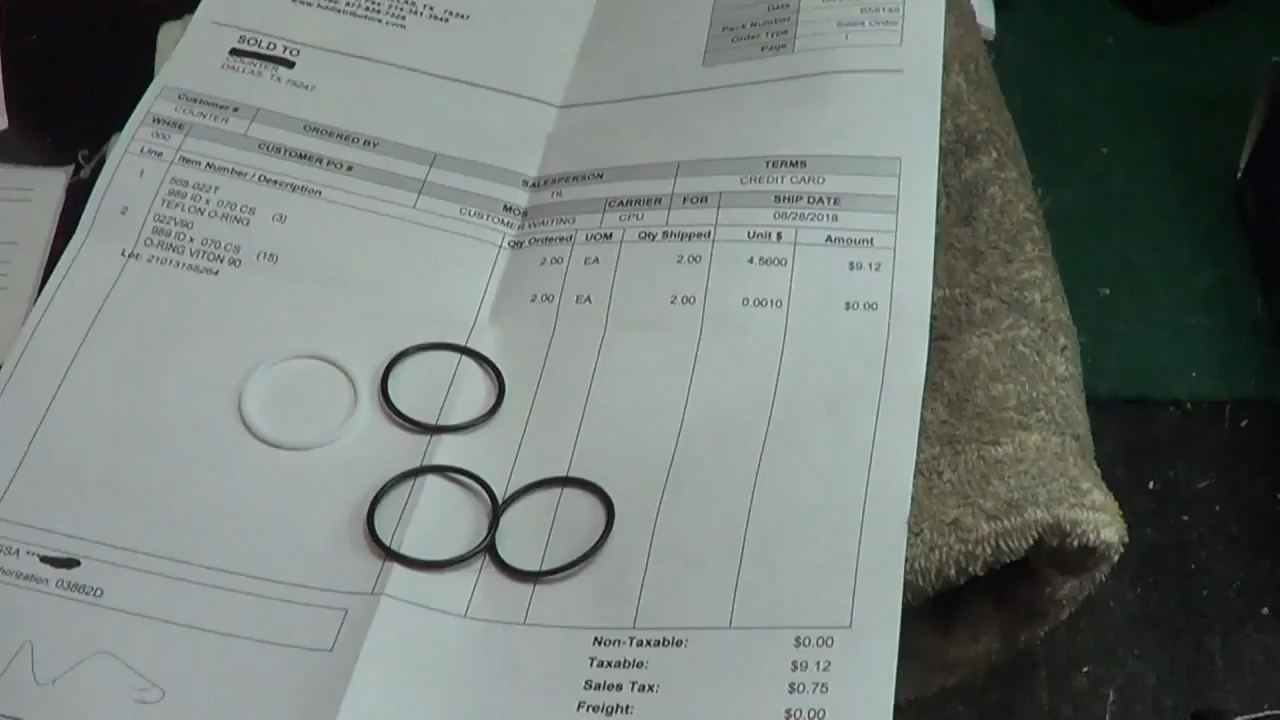 TX 75247
SOLD TO
COUNTER
DALLAS, TX 75247
Date
Pack Number 658148
Order Type Sales Order
Page 1
Customer #
COUNTER
ORDERED BY
WHSE
000
CUSTOMER PO #
SALESPERSON
TERMS
CREDIT CARD
CUSTOMER WAITING
CARRIER
CPU
FOB
SHIP DATE
08/28/2018
Line Item Number / Description Qty Ordered UOM Qty Shipped Unit $ Amount
1 568-022T 2.00 EA 2.00 4.5600 $9.12
.989 ID x .070 CS (3)
TEFLON O-RING
2 022V90 2.00 EA 2.00 0.0010 $0.00
.989 ID x .070 CS (15)
O-RING VITON 90
Lot:
***
03862D
Non-Taxable: $0.00
Taxable: $9.12
Sales Tax: $0.75
Freight: $0.00